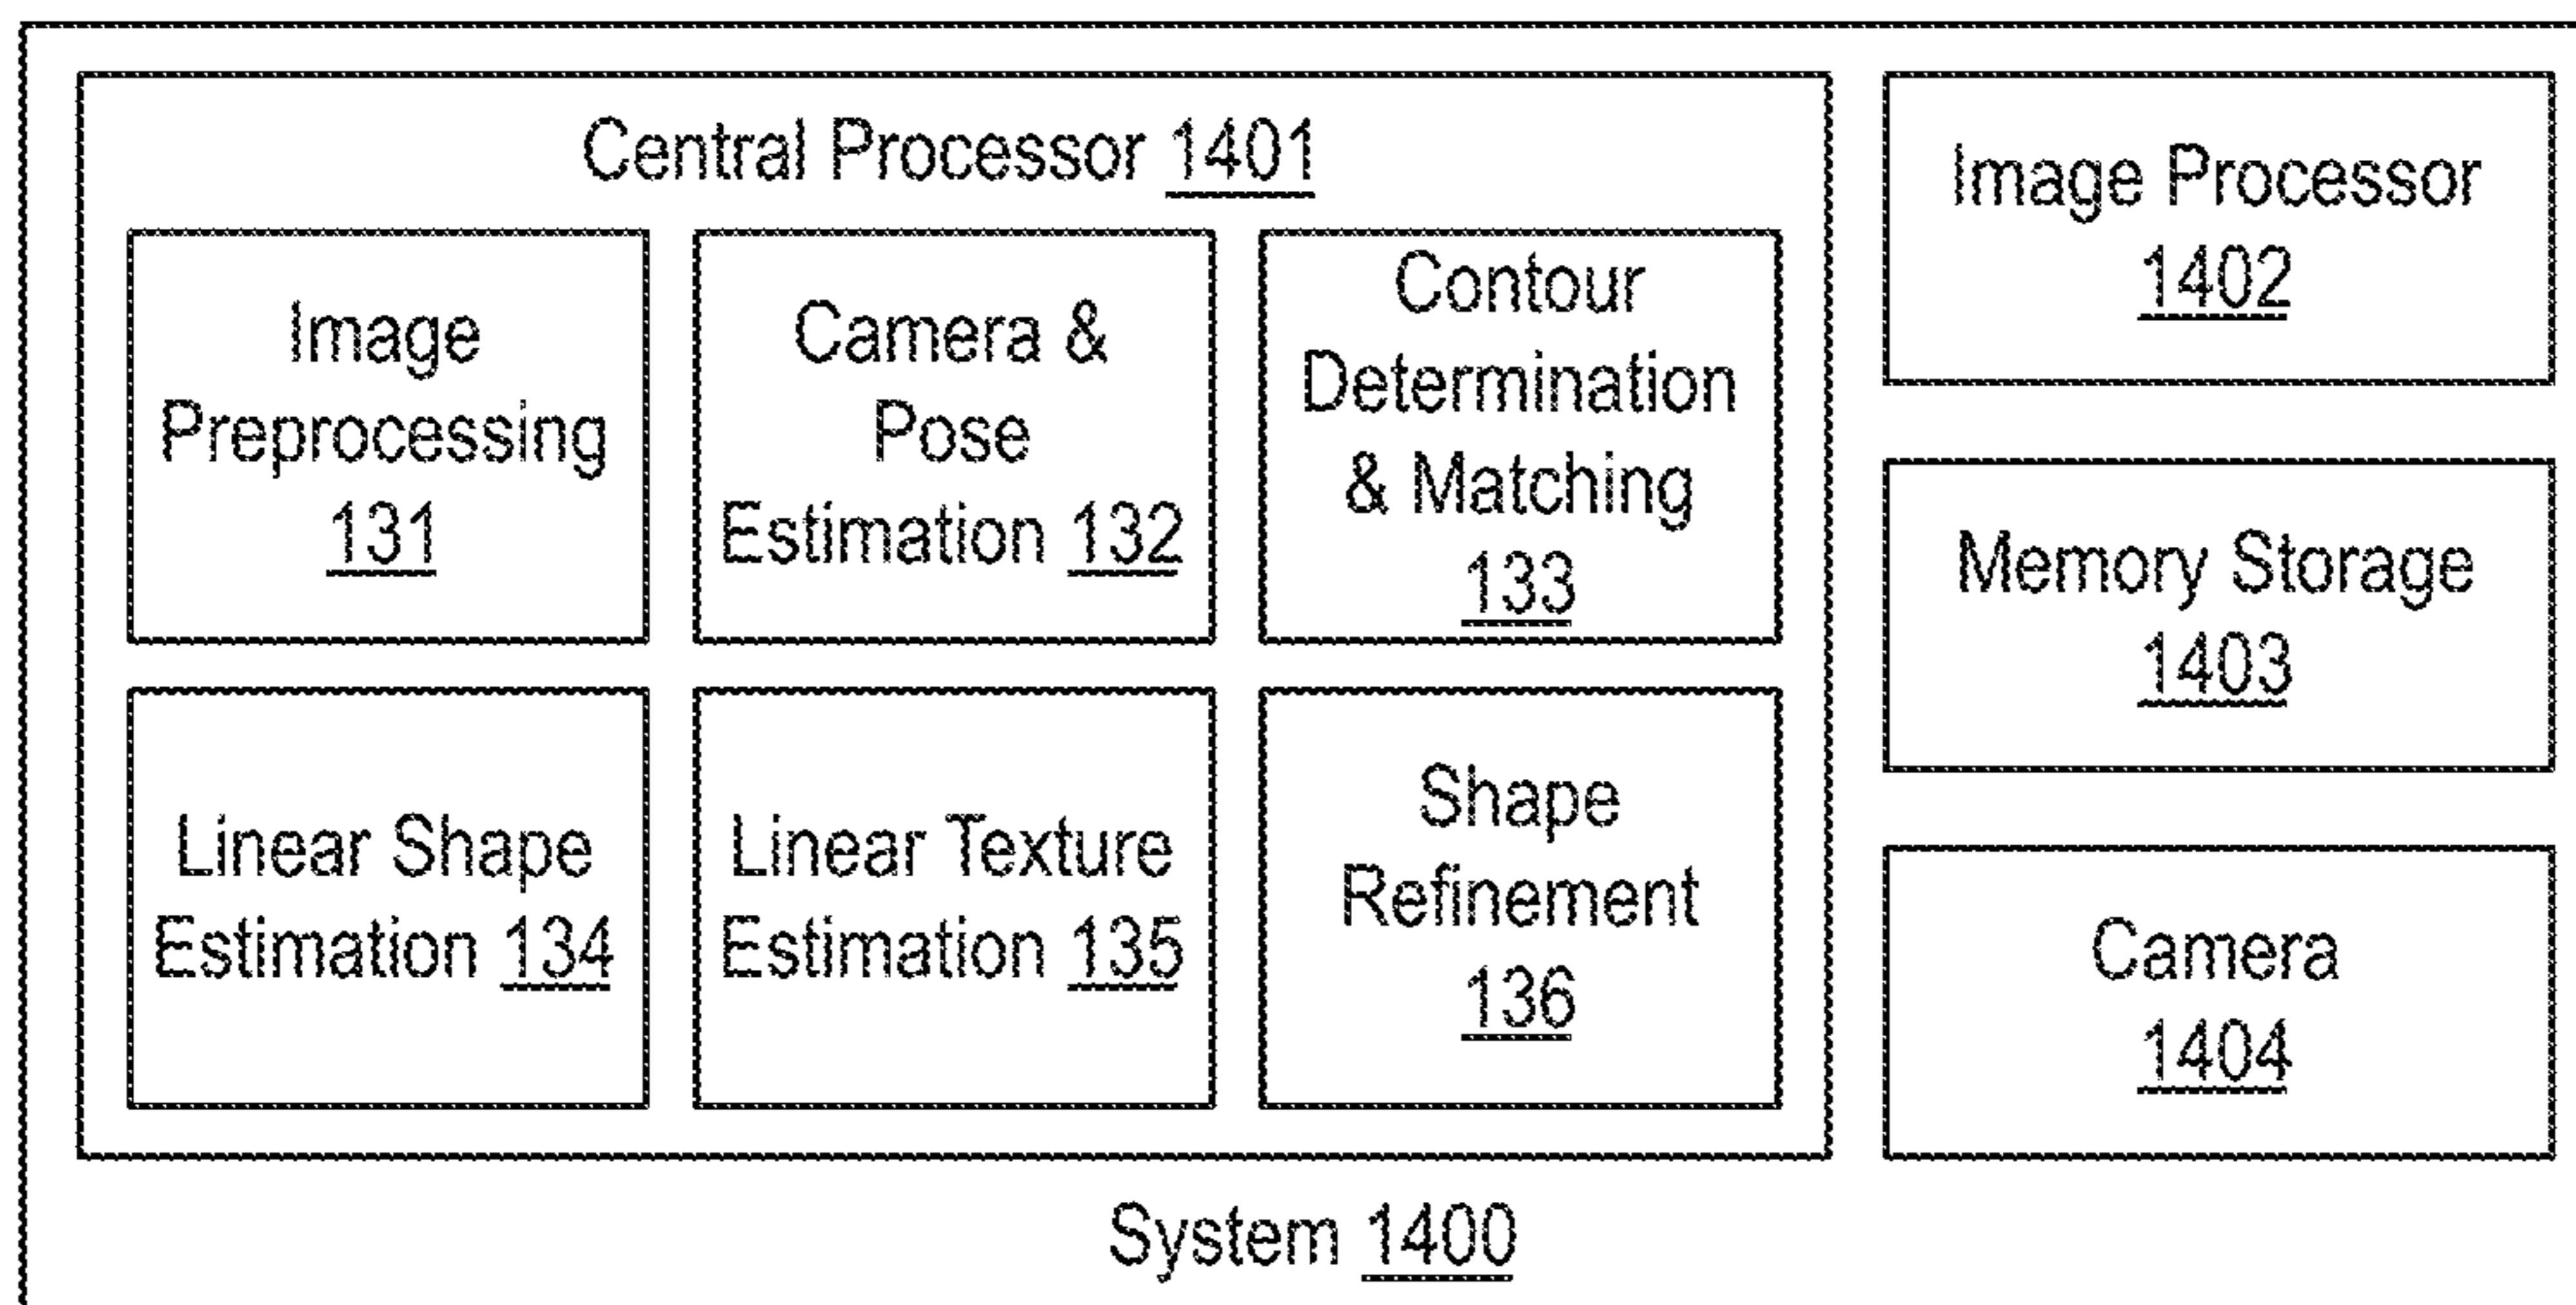 Central Processor 1401
Image
Preprocessing
131
Camera &
Pose
Estimation 132
Contour
Determination
& Matching
133
Linear Shape
Estimation 134
Linear Texture
Estimation 135
Shape
Refinement
136
Image Processor
1402
Memory Storage
1403
Camera
1404
System 1400